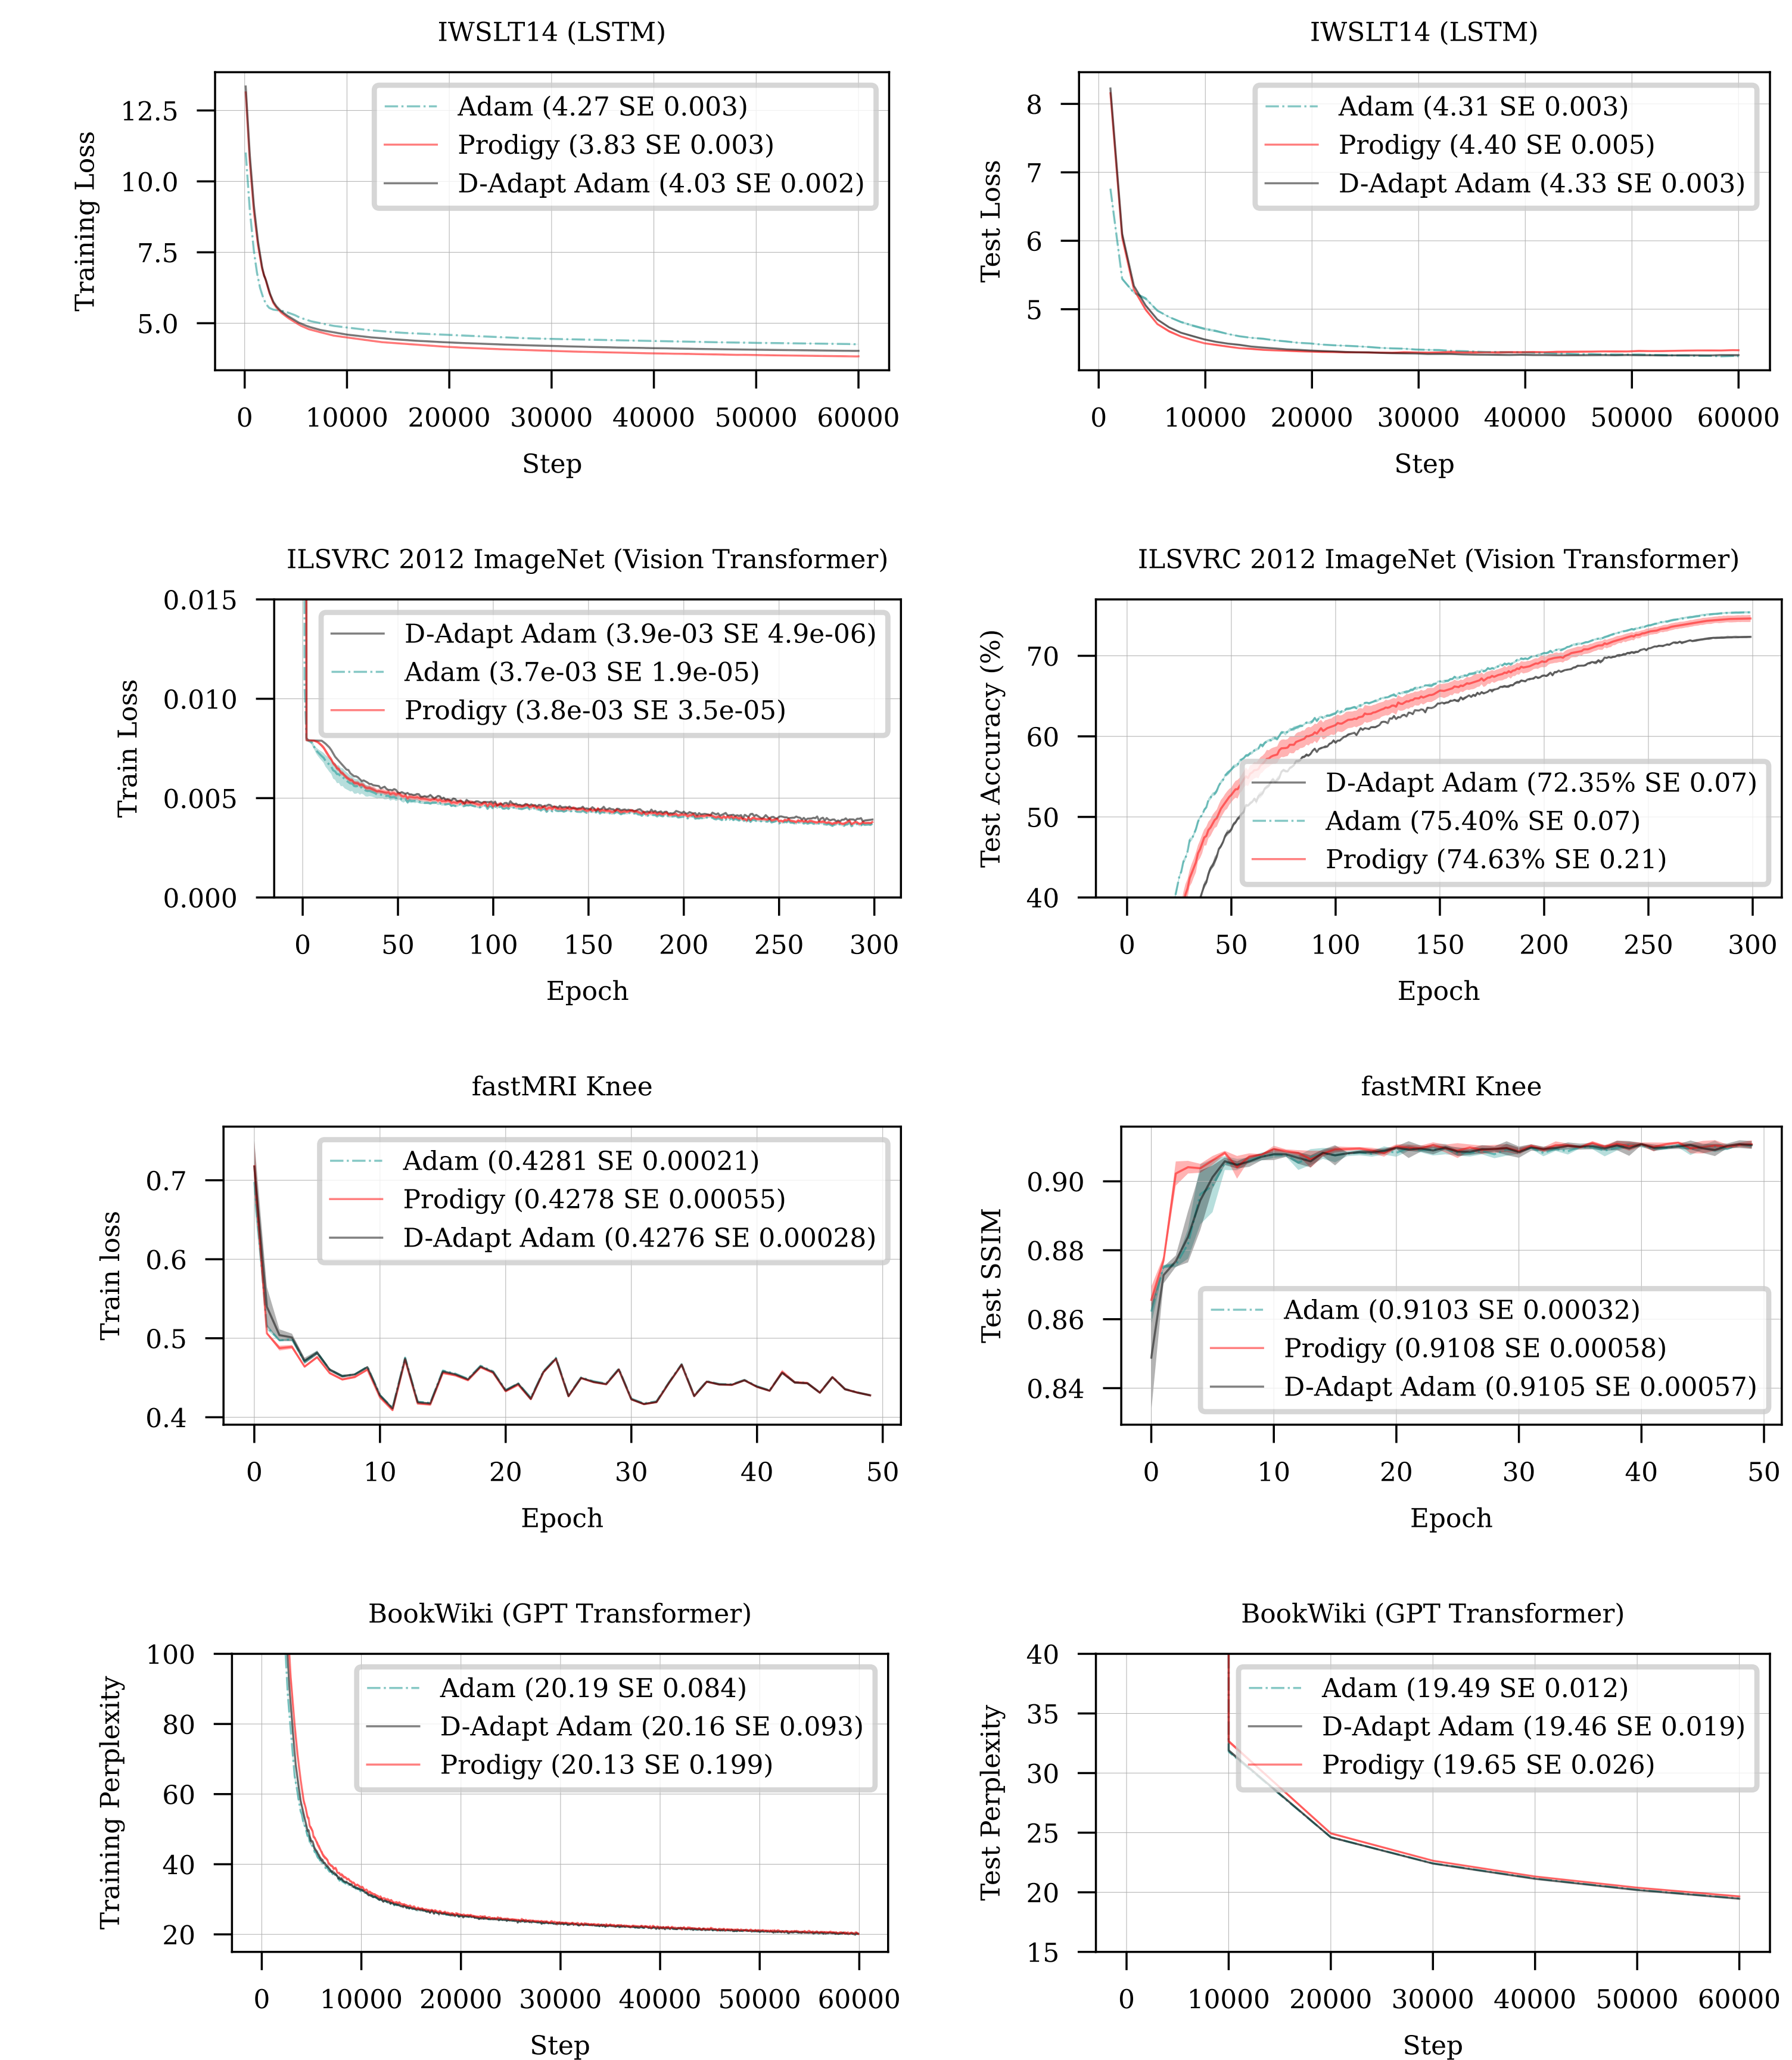 IWSLT14 (LSTM)
Training Loss
12.5
10.0
7.5
5.0
Adam (4.27 SE 0.003)
Prodigy (3.83 SE 0.003)
D-Adapt Adam (4.03 SE 0.002)
0 10000 20000 30000 40000 50000 60000
Step
IWSLT14 (LSTM)
Test Loss
8
7
6
5
Adam (4.31 SE 0.003)
Prodigy (4.40 SE 0.005)
D-Adapt Adam (4.33 SE 0.003)
0 10000 20000 30000 40000 50000 60000
Step
ILSVRC 2012 ImageNet (Vision Transformer)
Train Loss
0.015
0.010
0.005
0.000
D-Adapt Adam (3.9e-03 SE 4.9e-06)
Adam (3.7e-03 SE 1.9e-05)
Prodigy (3.8e-03 SE 3.5e-05)
0 50 100 150 200 250 300
Epoch
ILSVRC 2012 ImageNet (Vision Transformer)
Test Accuracy (%)
70
60
50
40
D-Adapt Adam (72.35% SE 0.07)
Adam (75.40% SE 0.07)
Prodigy (74.63% SE 0.21)
0 50 100 150 200 250 300
Epoch
fastMRI Knee
Train loss
0.7
0.6
0.5
0.4
Adam (0.4281 SE 0.00021)
Prodigy (0.4278 SE 0.00055)
D-Adapt Adam (0.4276 SE 0.00028)
0 10 20 30 40 50
Epoch
fastMRI Knee
Test SSIM
0.90
0.88
0.86
0.84
Adam (0.9103 SE 0.00032)
Prodigy (0.9108 SE 0.00058)
D-Adapt Adam (0.9105 SE 0.00057)
0 10 20 30 40 50
Epoch
BookWiki (GPT Transformer)
Training Perplexity
100
80
60
40
20
Adam (20.19 SE 0.084)
D-Adapt Adam (20.16 SE 0.093)
Prodigy (20.13 SE 0.199)
0 10000 20000 30000 40000 50000 60000
Step
BookWiki (GPT Transformer)
Test Perplexity
40
35
30
25
20
15
Adam (19.49 SE 0.012)
D-Adapt Adam (19.46 SE 0.019)
Prodigy (19.65 SE 0.026)
0 10000 20000 30000 40000 50000 60000
Step